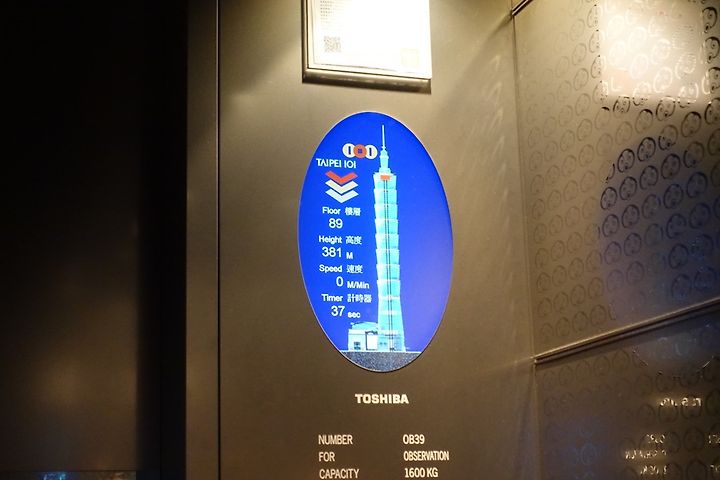 101
TAIPEI 101
Floor 樓層
89
Height 高度
381 M
Speed 速度
0 M/Min
Timer 計時器
37 sec
TOSHIBA
NUMBER OB39
FOR OBSERVATION
CAPACITY 1600 KG